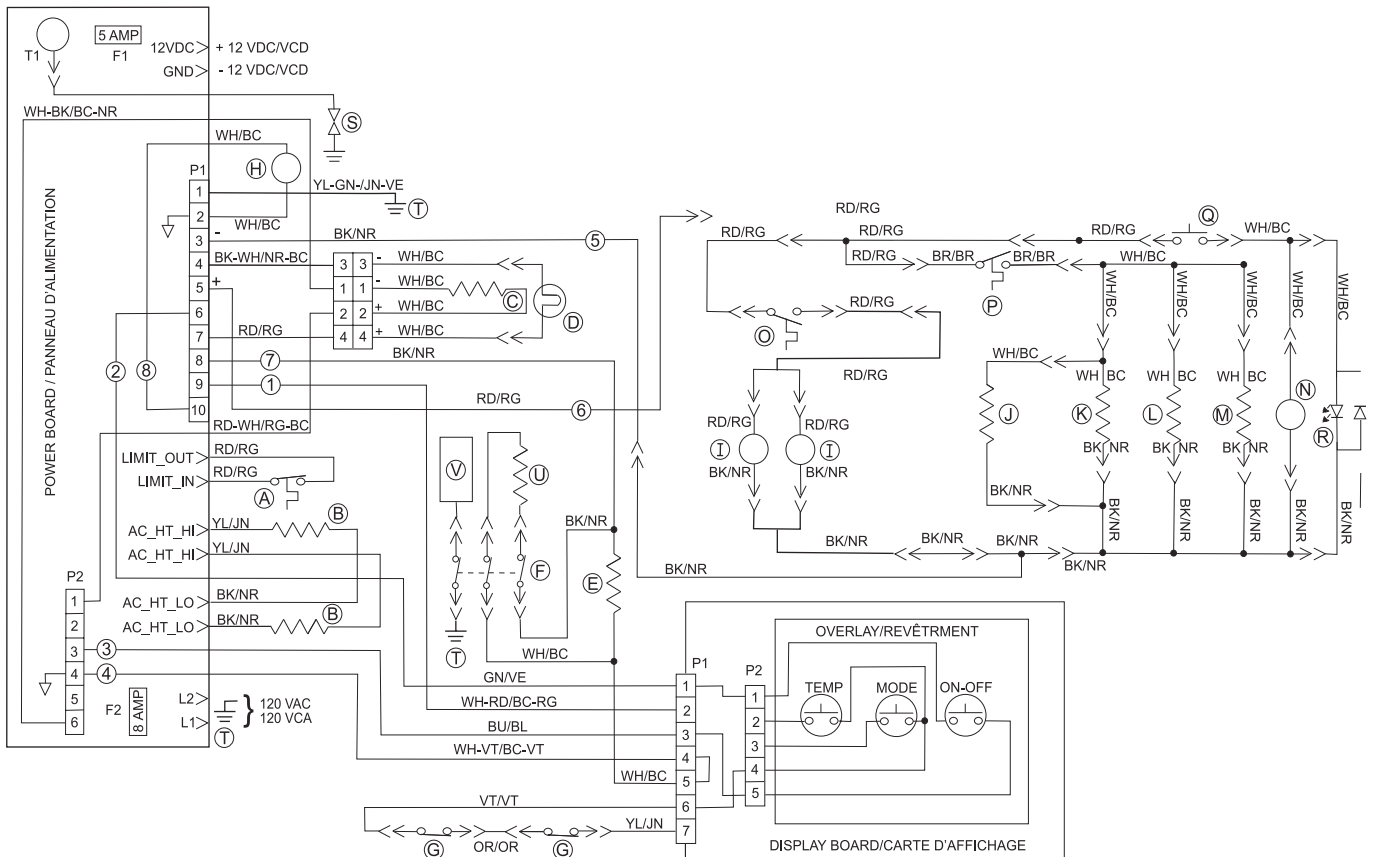 T1
5 AMP
F1
12VDC
+ 12 VDC/VCD
GND
- 12 VDC/VCD
WH-BK/BC-NR
S
WH/BC
H
P1
YL-GN-/JN-VE
T
1
2
3
4
5
6
7
8
9
10
WH/BC
POWER BOARD / PANNEAU D'ALIMENTATION
-
BK/NR
5
BK-WH/NR-BC
3 3
1 1
2 2
4 4
-
WH/BC
-
WH/BC
C
+
WH/BC
+
WH/BC
D
+
RD/RG
2
8
7
BK/NR
1
RD/RG
6
RD-WH/RG-BC
LIMIT_OUT
RD/RG
LIMIT_IN
RD/RG
A
AC_HT_HI
YL/JN
B
AC_HT_HI
YL/JN
AC_HT_LO
BK/NR
AC_HT_LO
BK/NR
B
P2
1
2
3
4
5
6
3
4
F2
8 AMP
L2
L1
T
120 VAC
120 VCA
V
U
F
T
BK/NR
E
WH/BC
GN/VE
WH-RD/BC-RG
BU/BL
WH-VT/BC-VT
WH/BC
VT/VT
G
OR/OR
G
YL/JN
RD/RG
RD/RG
RD/RG
RD/RG
Q
WH/BC
RD/RG
BR/BR
BR/BR
WH/BC
P
O
RD/RG
RD/RG
WH/BC
WH/BC
WH/BC
WH/BC
WH/BC
WH/BC
WH BC
WH BC
WH BC
J
K
L
M
N
R
RD/RG
RD/RG
I
I
BK/NR
BK/NR
BK NR
BK NR
BK NR
BK/NR
BK/NR
BK/NR
BK/NR
BK/NR
BK/NR
BK/NR
BK/NR
BK/NR
BK/NR
BK/NR
P1
1
2
3
4
5
6
7
P2
1
2
3
4
5
OVERLAY/REVÊTRMENT
TEMP
MODE
ON-OFF
DISPLAY BOARD/CARTE D'AFFICHAGE